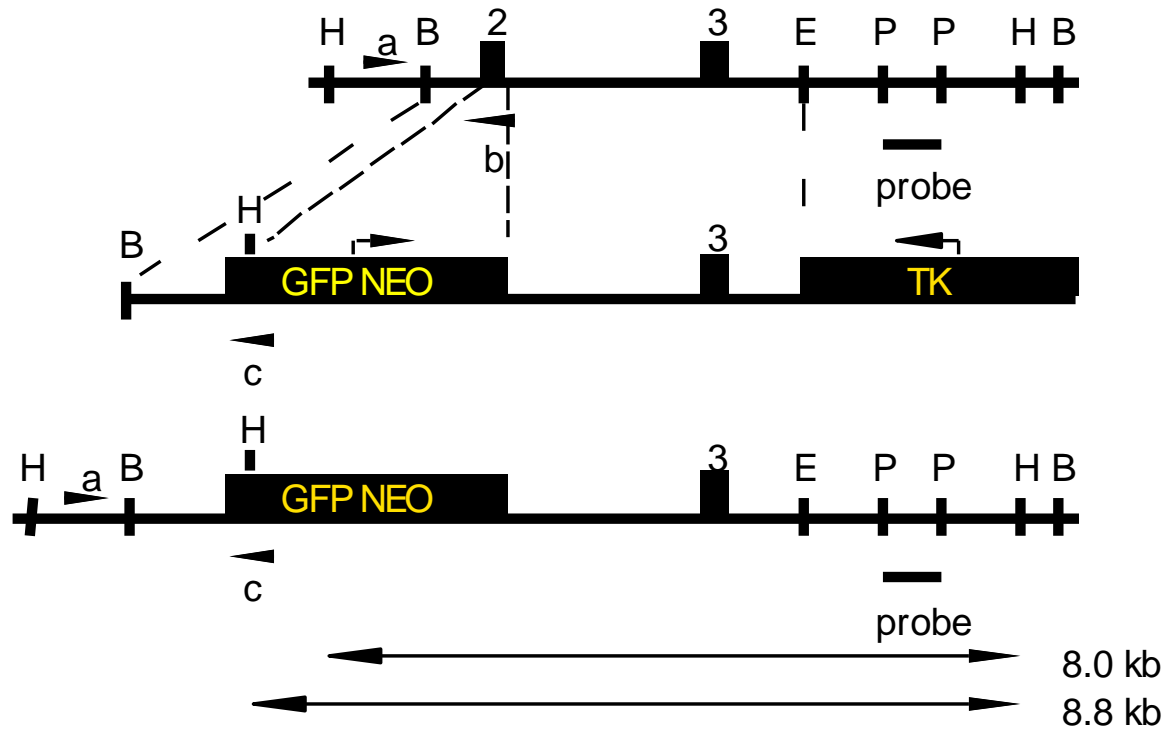 H a B 2 3 E P P H B
b
probe
H
B 3
GFP NEO TK
c
H
H a B 3 E P P H B
GFP NEO
c
probe
8.0 kb
8.8 kb